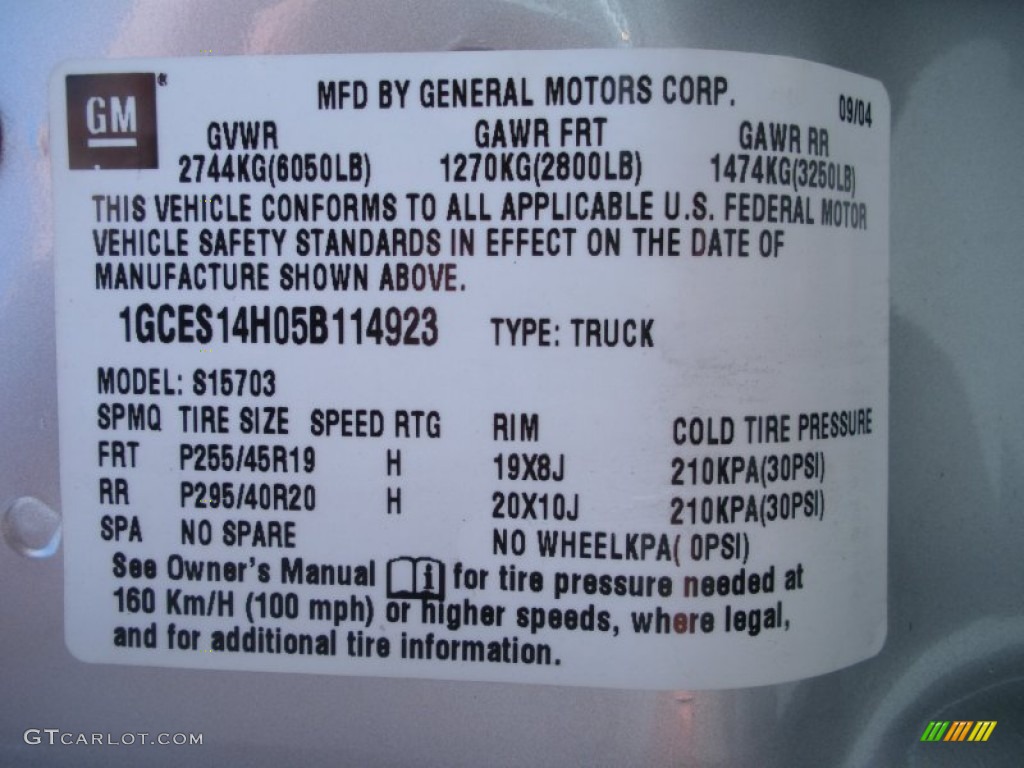 GM®
MFD BY GENERAL MOTORS CORP.
09/04
GVWR GAWR FRT GAWR RR
2744KG(6050LB) 1270KG(2800LB) 1474KG(3250LB)
THIS VEHICLE CONFORMS TO ALL APPLICABLE U.S. FEDERAL MOTOR
VEHICLE SAFETY STANDARDS IN EFFECT ON THE DATE OF
MANUFACTURE SHOWN ABOVE.
1GCES14H05B114923 TYPE: TRUCK
MODEL: S15703
SPMQ TIRE SIZE SPEED RTG RIM COLD TIRE PRESSURE
FRT P255/45R19 H 19X8J 210KPA(30PSI)
RR P295/40R20 H 20X10J 210KPA(30PSI)
SPA NO SPARE NO WHEELKPA( 0PSI)
See Owner's Manual i for tire pressure needed at
160 Km/H (100 mph) or higher speeds, where legal,
and for additional tire information.
GTCARLOT.COM